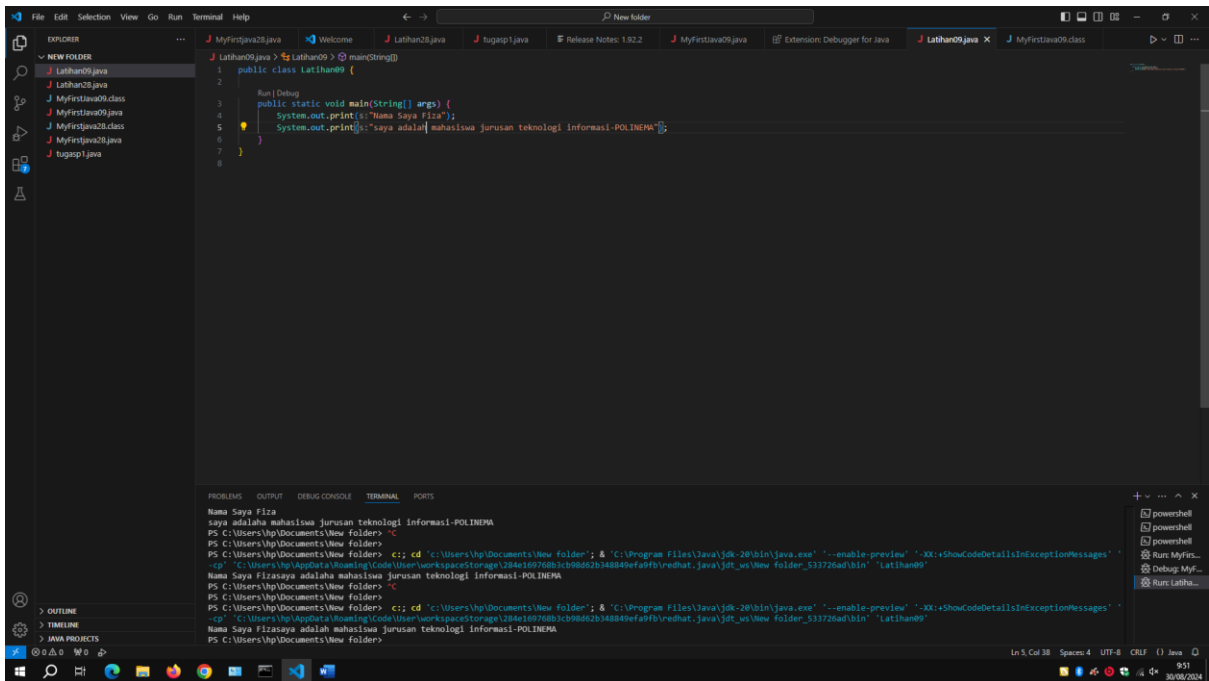 File Edit Selection View Go Run Terminal Help
New folder
EXPLORER
NEW FOLDER
Latihan09.java
Latihan28.java
MyFirstJava09.class
MyFirstJava09.java
MyFirstjava28.class
MyFirstjava28.java
tugasp1.java
OUTLINE
TIMELINE
JAVA PROJECTS
MyFirstjava28.java Welcome Latihan28.java tugasp1.java Release Notes: 1.92.2 MyFirstJava09.java Extension: Debugger for Java Latihan09.java MyFirstJava09.class
Latihan09.java > Latihan09 > main(String[])
1 public class Latihan09 {
2
Run | Debug
3 public static void main(String[] args) {
4 System.out.print(s:"Nama Saya Fiza");
5 System.out.print(s:"saya adalah mahasiswa jurusan teknologi informasi-POLINEMA");
6 }
7 }
8
PROBLEMS OUTPUT DEBUG CONSOLE TERMINAL PORTS
Nama Saya Fiza
saya adalaha mahasiswa jurusan teknologi informasi-POLINEMA
PS C:\Users\hp\Documents\New folder> ^C
PS C:\Users\hp\Documents\New folder>
PS C:\Users\hp\Documents\New folder> c:; cd 'c:\Users\hp\Documents\New folder'; & 'C:\Program Files\Java\jdk-20\bin\java.exe' '--enable-preview' '-XX:+ShowCodeDetailsInExceptionMessages' '
-cp' 'C:\Users\hp\AppData\Roaming\Code\User\workspaceStorage\284e169768b3cb98d62b348849efa9fb\redhat.java\jdt_ws\New folder_533726ad\bin' 'Latihan09'
Nama Saya Fizasaya adalaha mahasiswa jurusan teknologi informasi-POLINEMA
PS C:\Users\hp\Documents\New folder> ^C
PS C:\Users\hp\Documents\New folder>
PS C:\Users\hp\Documents\New folder> c:; cd 'c:\Users\hp\Documents\New folder'; & 'C:\Program Files\Java\jdk-20\bin\java.exe' '--enable-preview' '-XX:+ShowCodeDetailsInExceptionMessages' '
-cp' 'C:\Users\hp\AppData\Roaming\Code\User\workspaceStorage\284e169768b3cb98d62b348849efa9fb\redhat.java\jdt_ws\New folder_533726ad\bin' 'Latihan09'
Nama Saya Fizasaya adalah mahasiswa jurusan teknologi informasi-POLINEMA
PS C:\Users\hp\Documents\New folder>
powershell
powershell
powershell
Run: MyFirs...
Debug: MyF...
Run: Latiha...
0 0 0 Ln 5, Col 38 Spaces: 4 UTF-8 CRLF {} Java
9:51
30/08/2024